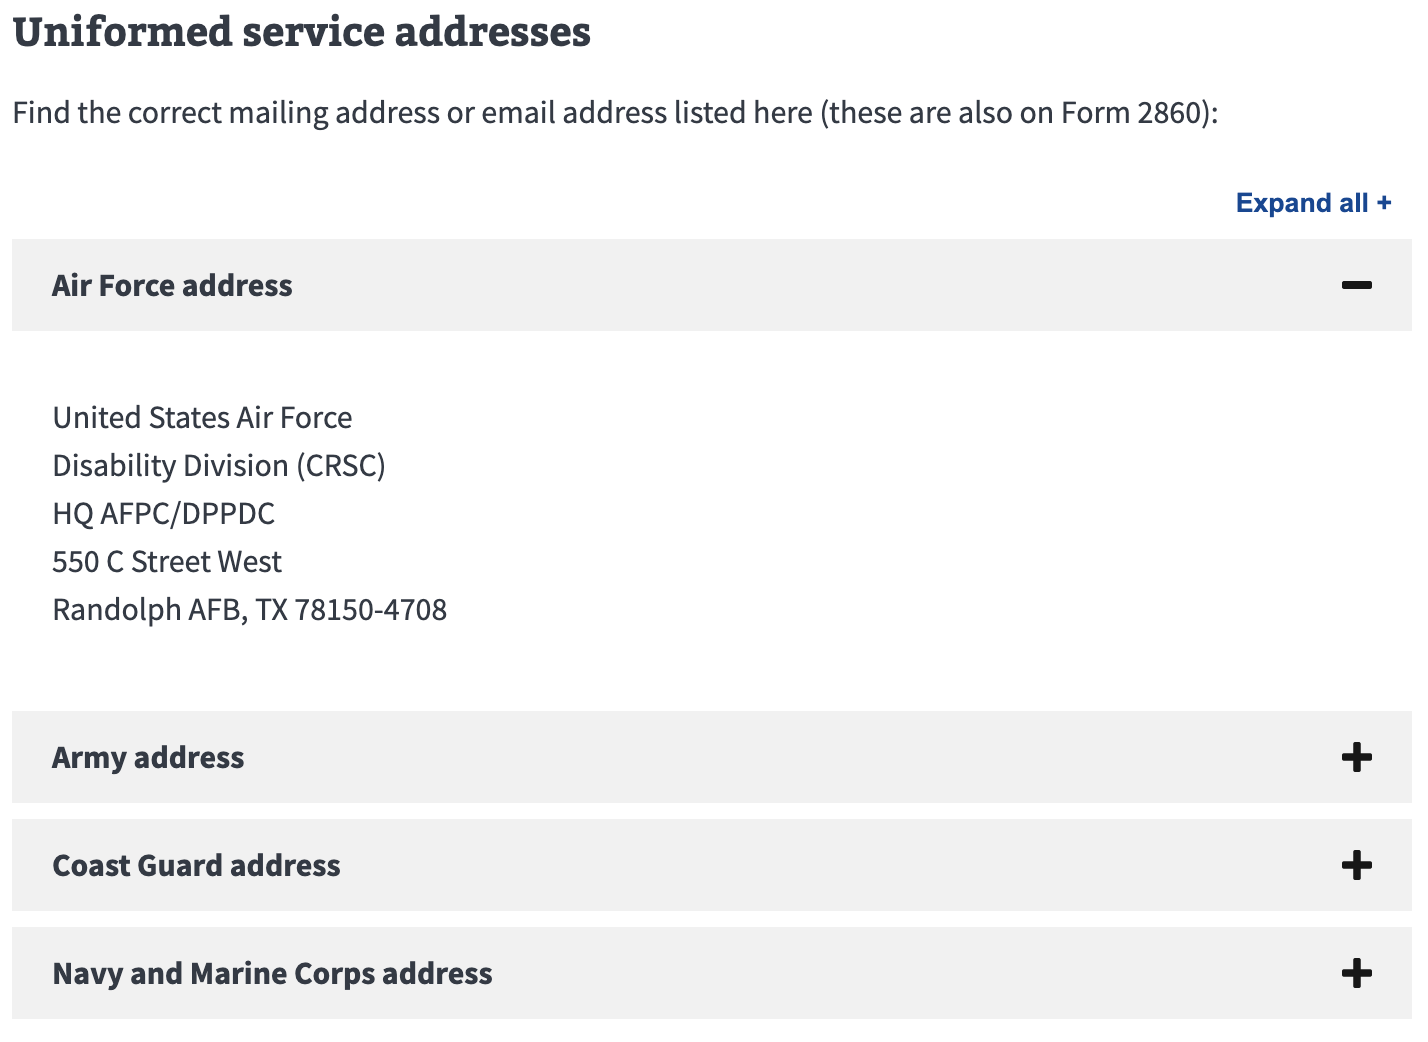 Uniformed service addresses
Find the correct mailing address or email address listed here (these are also on Form 2860):
Expand all +
Air Force address
United States Air Force
Disability Division (CRSC)
HQ AFPC/DPPDC
550 C Street West
Randolph AFB, TX 78150-4708
Army address
Coast Guard address
Navy and Marine Corps address